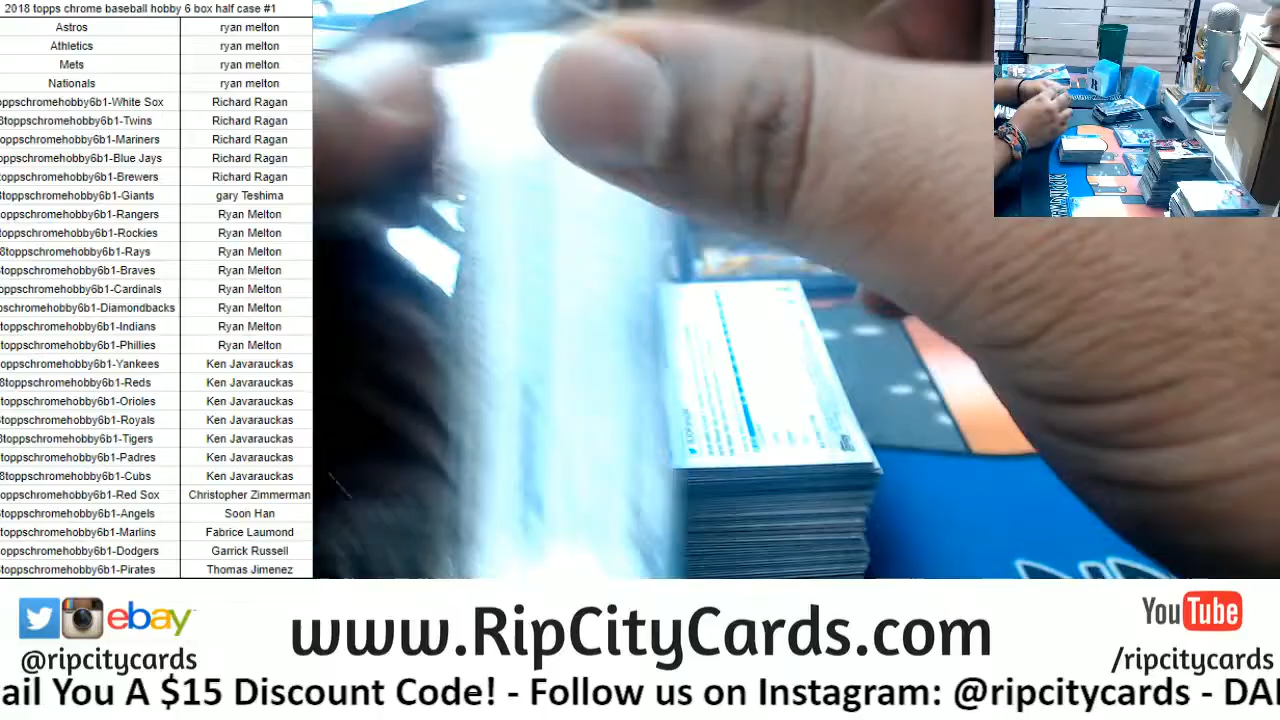 2018 topps chrome baseball hobby 6 box half case #1
Astros ryan melton
Athletics ryan melton
Mets ryan melton
Nationals ryan melton
oppschromehobby6b1-White Sox Richard Ragan
8toppschromehobby6b1-Twins Richard Ragan
toppschromehobby6b1-Mariners Richard Ragan
oppschromehobby6b1-Blue Jays Richard Ragan
toppschromehobby6b1-Brewers Richard Ragan
toppschromehobby6b1-Giants gary Teshima
toppschromehobby6b1-Rangers Ryan Melton
toppschromehobby6b1-Rockies Ryan Melton
8toppschromehobby6b1-Rays Ryan Melton
toppschromehobby6b1-Braves Ryan Melton
toppschromehobby6b1-Cardinals Ryan Melton
pschromehobby6b1-Diamondbacks Ryan Melton
toppschromehobby6b1-Indians Ryan Melton
toppschromehobby6b1-Phillies Ryan Melton
oppschromehobby6b1-Yankees Ken Javarauckas
8toppschromehobby6b1-Reds Ken Javarauckas
toppschromehobby6b1-Orioles Ken Javarauckas
toppschromehobby6b1-Royals Ken Javarauckas
8toppschromehobby6b1-Tigers Ken Javarauckas
toppschromehobby6b1-Padres Ken Javarauckas
8toppschromehobby6b1-Cubs Ken Javarauckas
oppschromehobby6b1-Red Sox Christopher Zimmerman
toppschromehobby6b1-Angels Soon Han
toppschromehobby6b1-Marlins Fabrice Laumond
oppschromehobby6b1-Dodgers Garrick Russell
toppschromehobby6b1-Pirates Thomas Jimenez
ebay
@ripcitycards
www.RipCityCards.com
YouTube
/ripcitycards
ail You A $15 Discount Code! - Follow us on Instagram: @ripcitycards - DAI